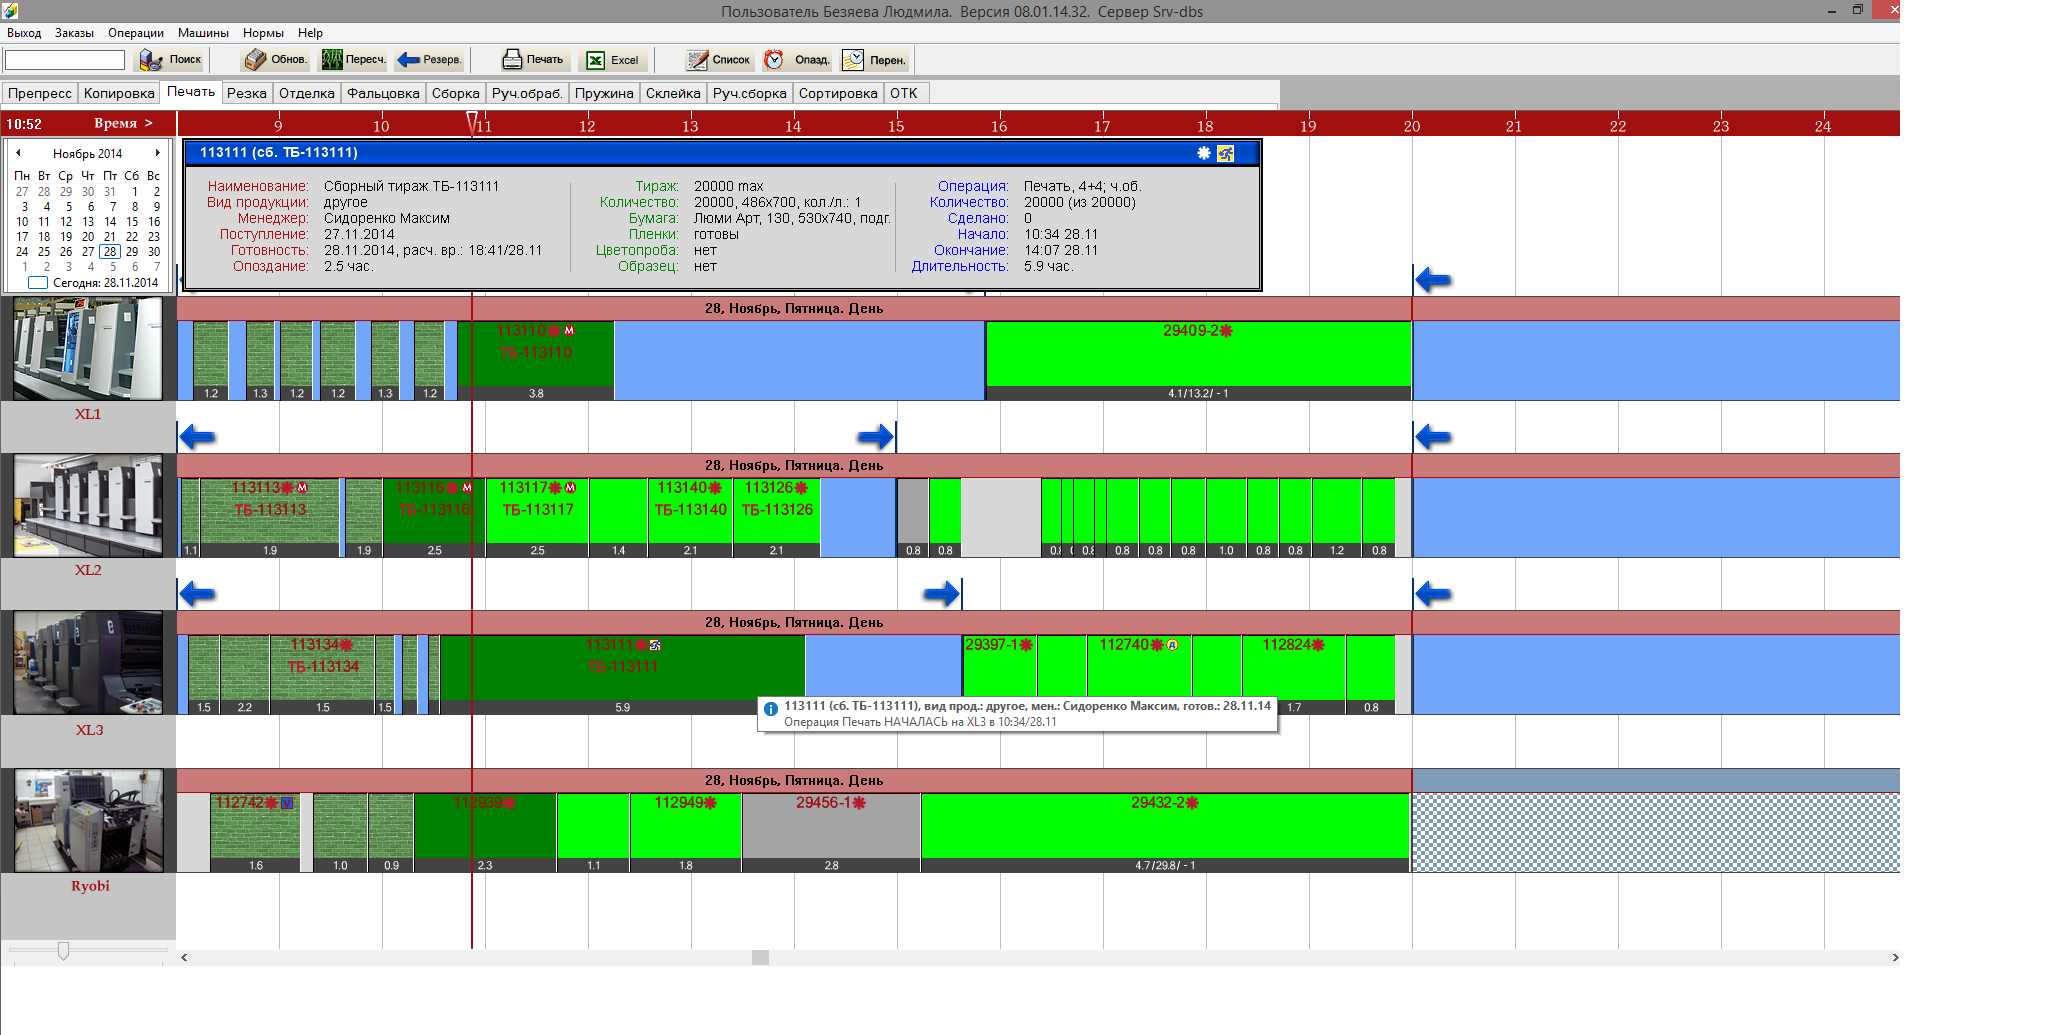 Пользователь Безяева Людмила. Версия 08.01.14.32. Сервер Srv-dbs
Выход Заказы Операции Машины Нормы Help
Поиск Обнов. Пересч. Резерв. Печать Excel Список Опазд. Перен.
Препресс Копировка Печать Резка Отделка Фальцовка Сборка Руч.обраб. Пружина Склейка Руч.сборка Сортировка ОТК
10:52 Время > 9 10 11 12 13 14 15 16 17 18 19 20 21 22 23 24
Ноябрь 2014
Пн Вт Ср Чт Пт Сб Вс
27 28 29 30 31 1 2
3 4 5 6 7 8 9
10 11 12 13 14 15 16
17 18 19 20 21 22 23
24 25 26 27 28 29 30
1 2 3 4 5 6 7
Сегодня: 28.11.2014
113111 (сб. ТБ-113111)
Наименование: Сборный тираж ТБ-113111
Вид продукции: другое
Менеджер: Сидоренко Максим
Поступление: 27.11.2014
Готовность: 28.11.2014, расч. вр.: 18:41/28.11
Опоздание: 2.5 час.
Тираж: 20000 max
Количество: 20000, 486x700, кол./л.: 1
Бумага: Люми Арт, 130, 530x740, подг.
Пленки: готовы
Цветопроба: нет
Образец: нет
Операция: Печать, 4+4; ч.об.
Количество: 20000 (из 20000)
Сделано: 0
Начало: 10:34 28.11
Окончание: 14:07 28.11
Длительность: 5.9 час.
28, Ноябрь, Пятница. День
113110 М 29409-2
ТБ-113110
1.2 1.3 1.2 1.2 1.3 1.2 3.8 4.1/13.2/ - 1
XL1
28, Ноябрь, Пятница. День
113113 М 113116 М 113117 М 113140 113126
ТБ-113113 ТБ-113116 ТБ-113117 ТБ-113140 ТБ-113126
1.1 1.9 1.9 2.5 2.5 1.4 2.1 2.1 0.8 0.8 0.8 0.8 0.8 1.0 0.8 0.8 1.2 0.8
XL2
28, Ноябрь, Пятница. День
113134 113111 29397-1 112740 Д 112824
ТБ-113134 ТБ-113111
1.5 2.2 1.5 1.5 5.9 1.7 0.8
113111 (сб. ТБ-113111), вид прод.: другое, мен.: Сидоренко Максим, готов.: 28.11.14
Операция Печать НАЧАЛАСЬ на XL3 в 10:34/28.11
XL3
28, Ноябрь, Пятница. День
112742 У 112939 112949 29456-1 29432-2
1.6 1.0 0.9 2.3 1.1 1.8 2.8 4.7/29.8/ - 1
Ryobi